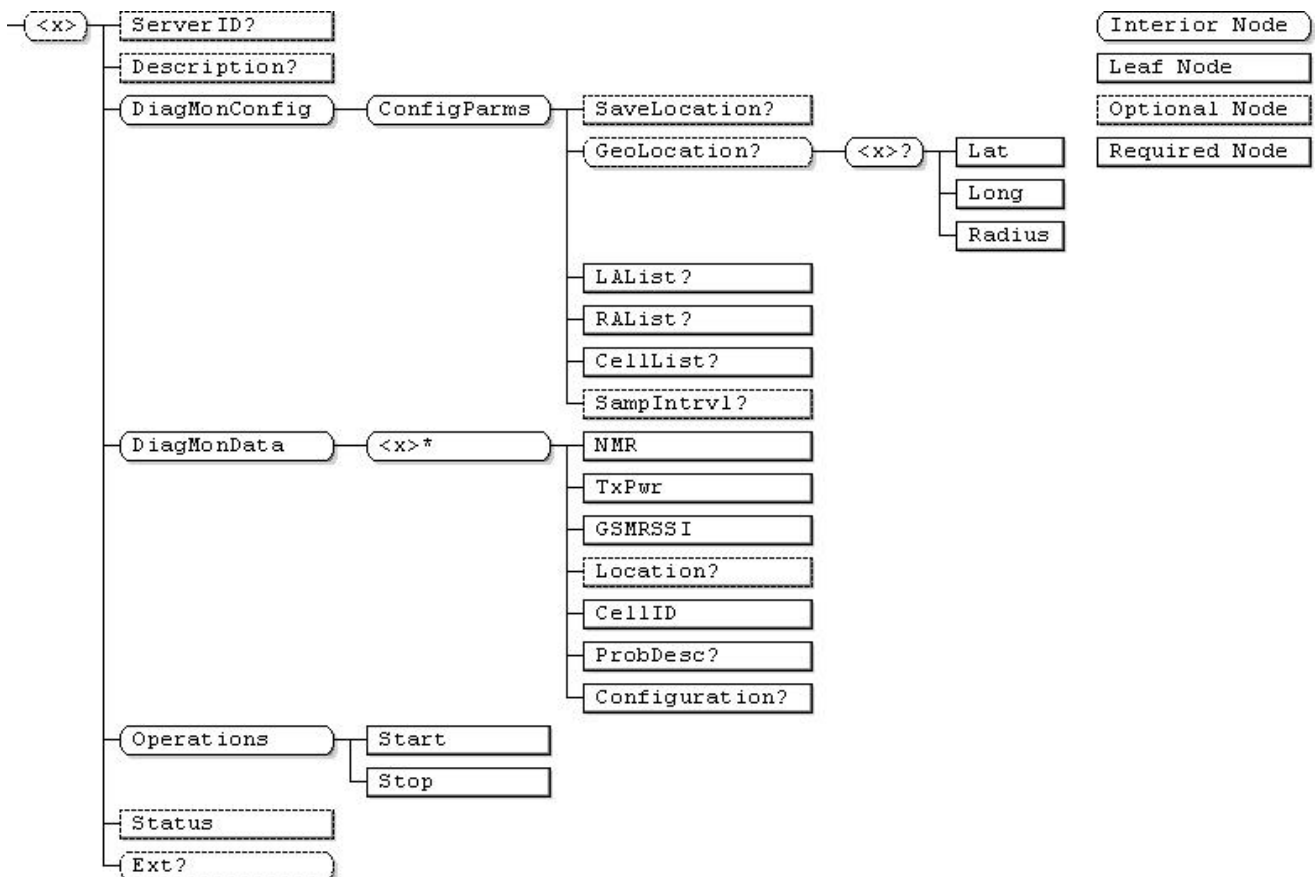 <x>
ServerID?
Description?
DiagMonConfig
ConfigParms
SaveLocation?
GeoLocation?
<x>?
Lat
Long
Radius
LAList?
RAList?
CellList?
SampIntrvl?
DiagMonData
<x>*
NMR
TxPwr
GSMRSSI
Location?
CellID
ProbDesc?
Configuration?
Operations
Start
Stop
Status
Ext?
Interior Node
Leaf Node
Optional Node
Required Node